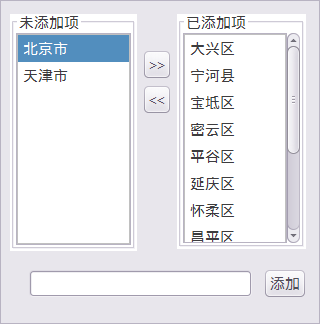 未添加项
北京市
天津市
>>
<<
已添加项
大兴区
宁河县
宝坻区
密云区
平谷区
延庆区
怀柔区
昌平区
添加